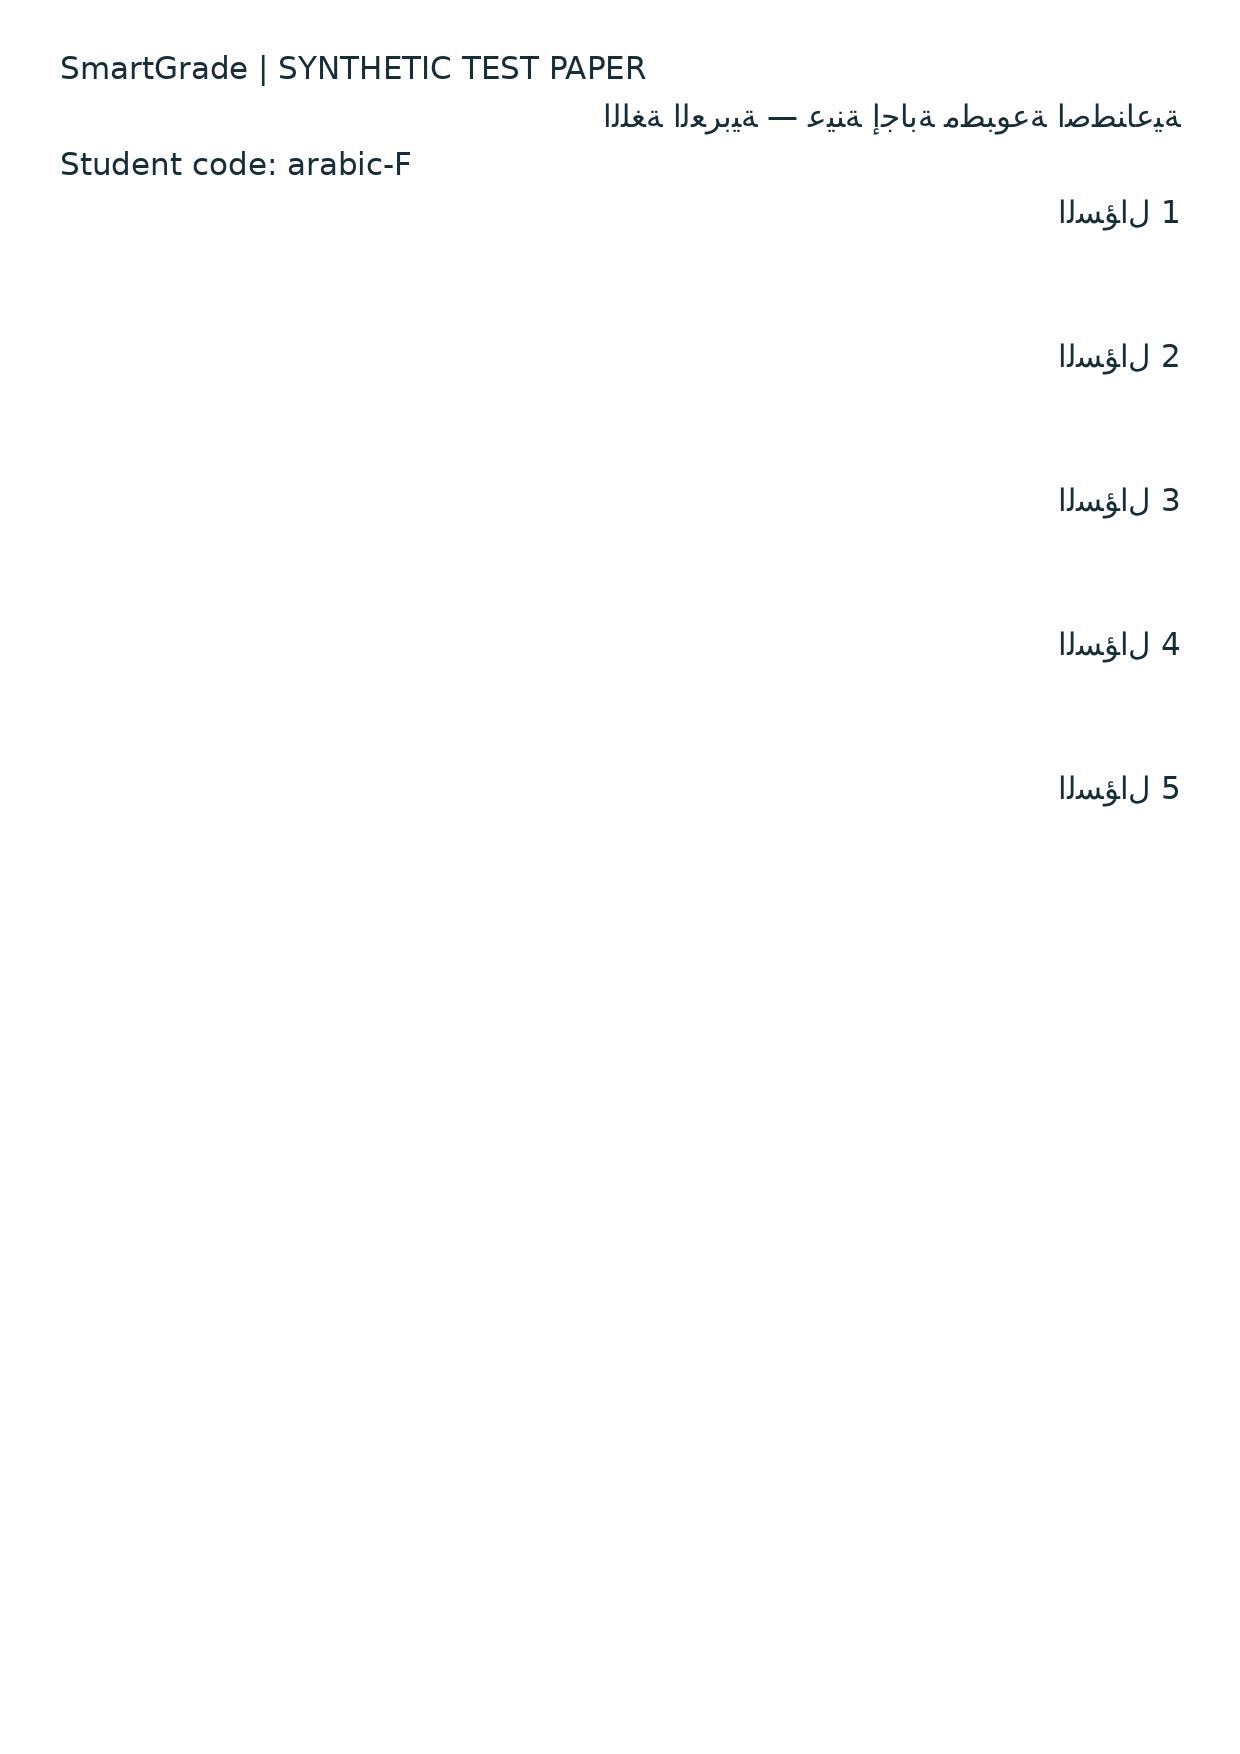 SmartGrade | SYNTHETIC TEST PAPER
اللغة العربية — عينة إجابة مطبوعة اصطناعية
Student code: arabic-F
السؤال 1
السؤال 2
السؤال 3
السؤال 4
السؤال 5